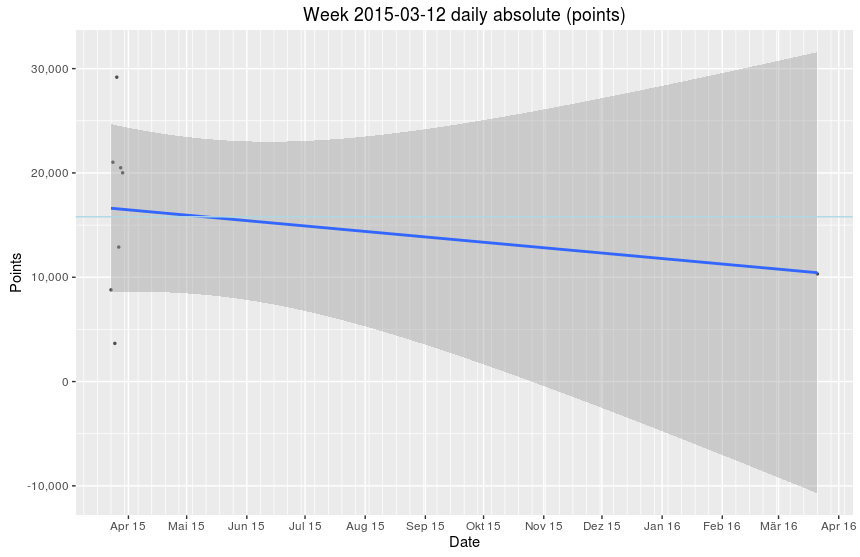 Week 2015-03-12 daily absolute (points)
30,000
20,000
10,000
0
-10,000
Points
Apr 15 Mai 15 Jun 15 Jul 15 Aug 15 Sep 15 Okt 15 Nov 15 Dez 15 Jan 16 Feb 16 Mär 16 Apr 16
Date